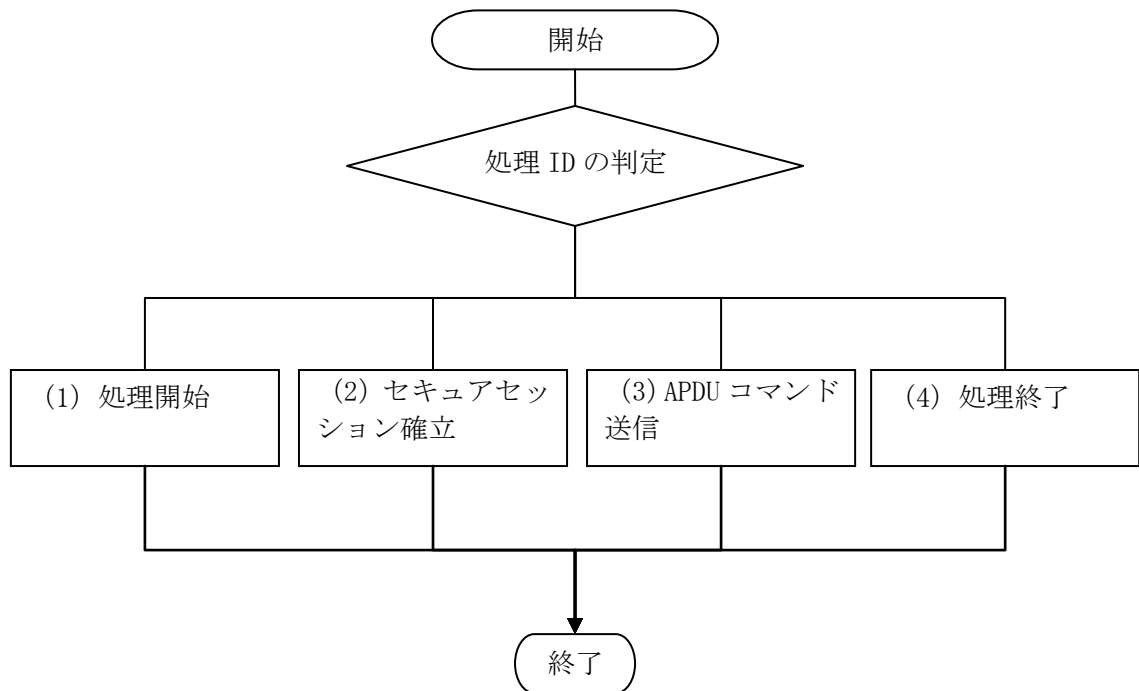 開始
処理 ID の判定
(1) 処理開始
(2) セキュアセッ
ション確立
(3) APDU コマンド
送信
(4) 処理終了
終了